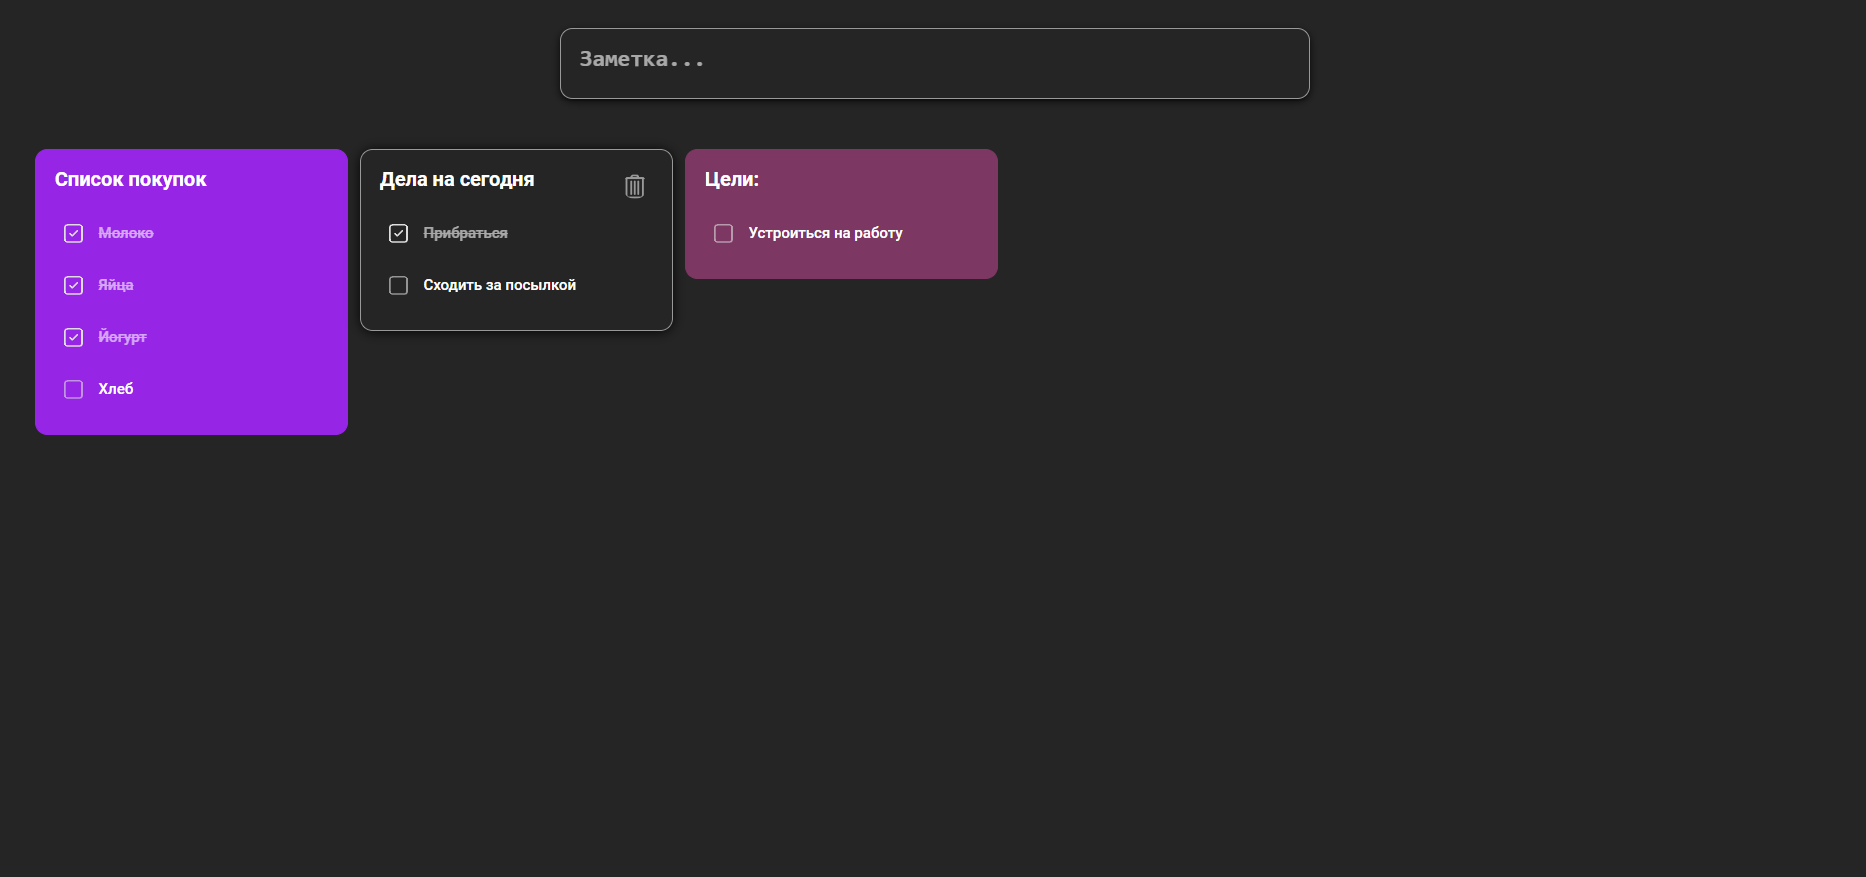 Заметка...
Список покупок
Молоко
Яйца
Йогурт
Хлеб
Дела на сегодня
Прибраться
Сходить за посылкой
Цели:
Устроиться на работу